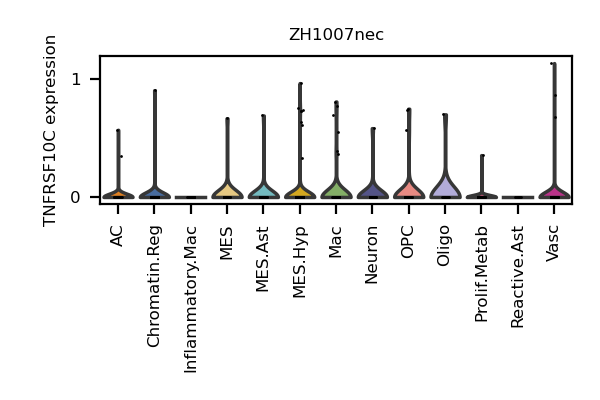 ZH1007nec
TNFRSF10C expression
1
0
AC
Chromatin.Reg
Inflammatory.Mac
MES
MES.Ast
MES.Hyp
Mac
Neuron
OPC
Oligo
Prolif.Metab
Reactive.Ast
Vasc